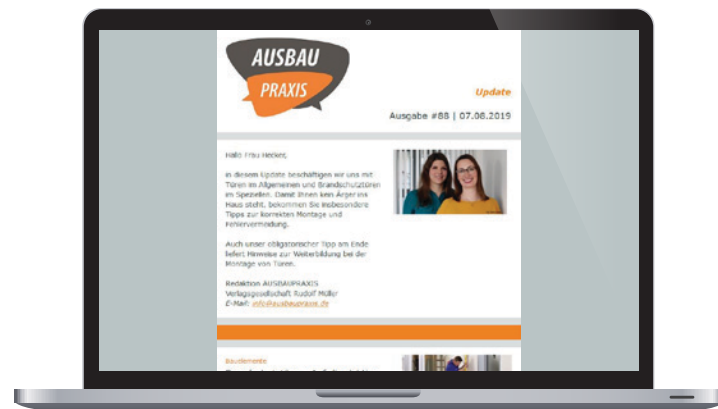 AUSBAU
PRAXIS
Update
Ausgabe #88 | 07.08.2019
Hallo Frau Hecker,
in diesem Update beschäftigen wir uns mit
Türen im Allgemeinen und Brandschutztüren
im Speziellen. Damit Ihnen kein Ärger ins
Haus steht, bekommen Sie insbesondere
Tipps zur korrekten Montage und
Fehlervermeidung.
Auch unser obligatorischer Tipp am Ende
liefert Hinweise zur Weiterbildung bei der
Montage von Türen.
Redaktion AUSBAUPRAXIS
Verlagsgesellschaft Rudolf Müller
E-Mail: info@ausbaupraxis.de
Bauelemente